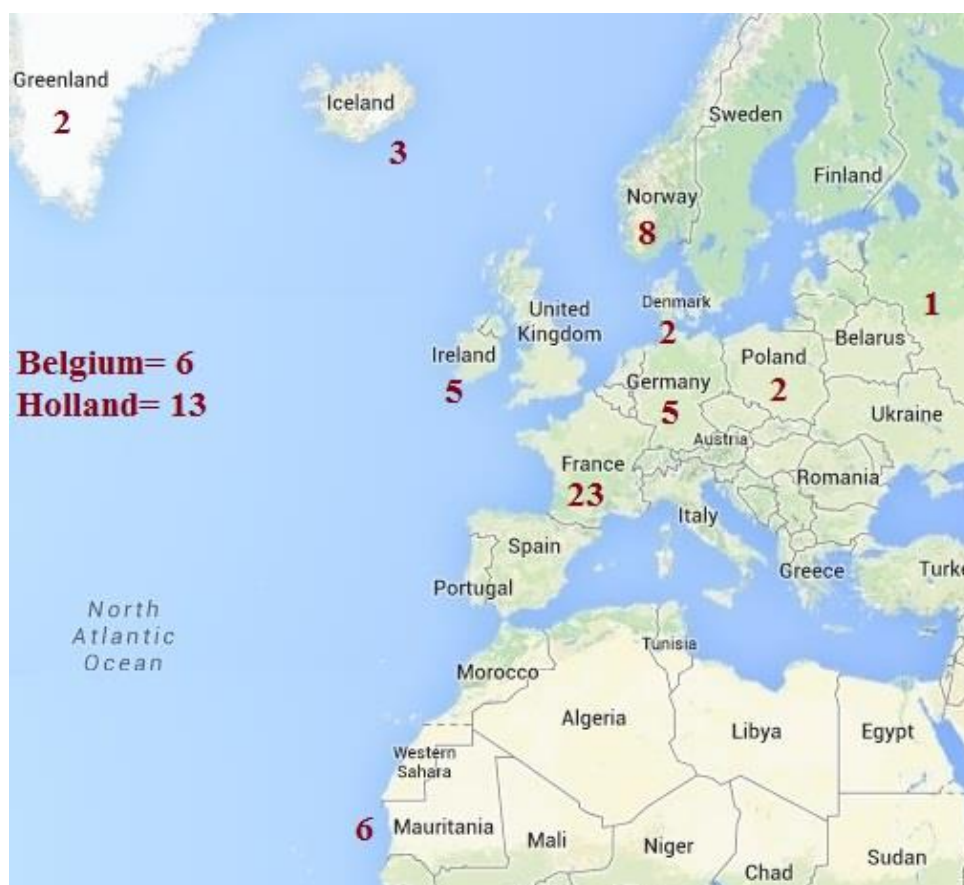 Greenland
2
Iceland
3
Sweden
Finland
Norway
8
1
Denmark
2
United
Kingdom
Ireland
5
Belgium= 6
Holland= 13
Belarus
Poland
2
Germany
5
Ukraine
Austria
France
23
Romania
Italy
Spain
Portugal
Greece
Turke
North
Atlantic
Ocean
Tunisia
Morocco
Algeria
Libya
Egypt
Western
Sahara
6
Mauritania
Mali
Niger
Chad
Sudan